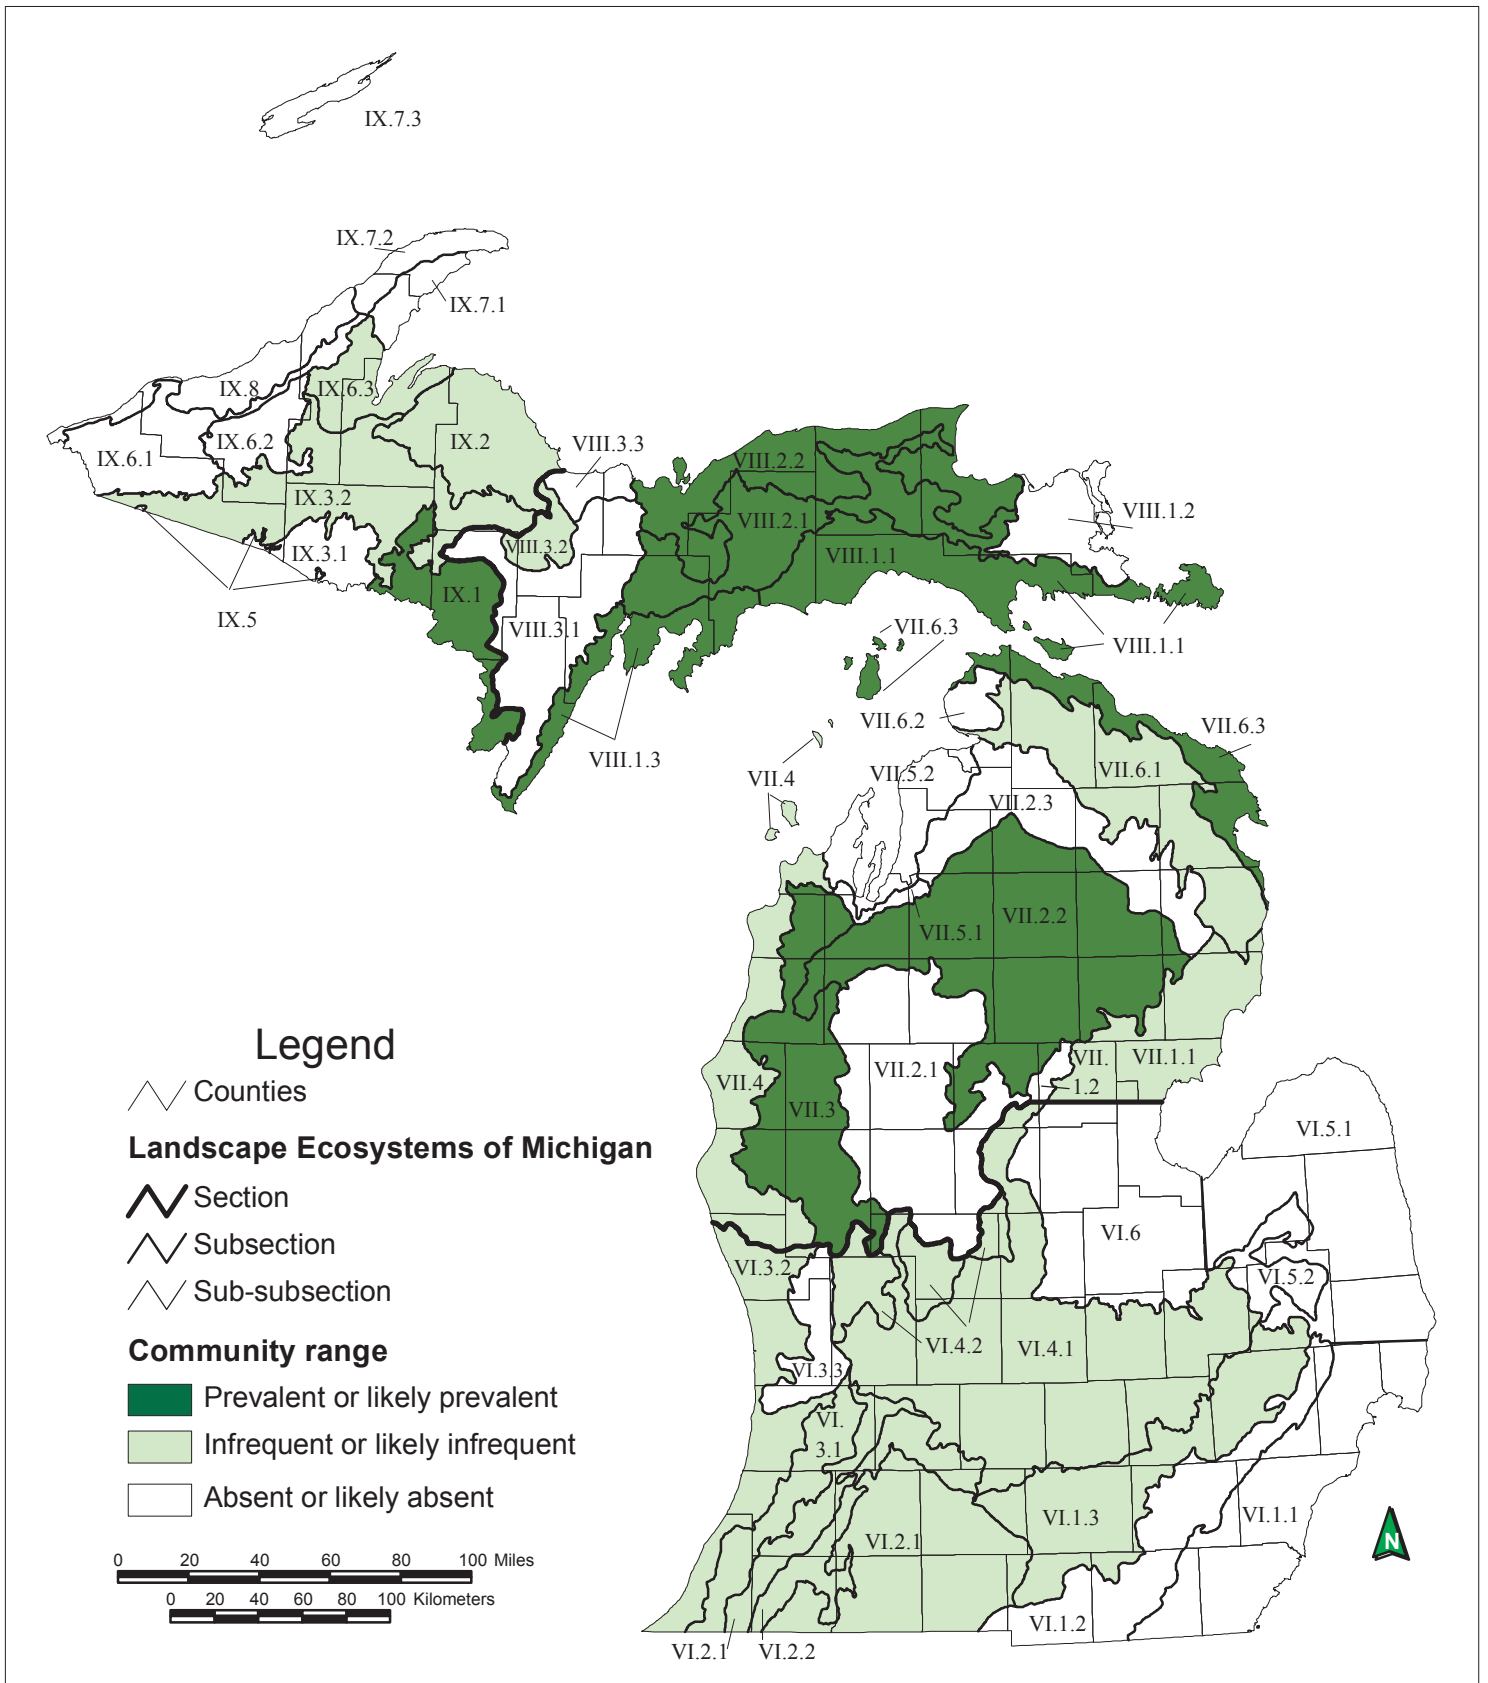 IX.7.3
IX.7.2
IX.7.1
IX.8
IX.6.3
IX.6.2
IX.2
VIII.3.3
IX.6.1
VIII.2.2
IX.3.2
VIII.2.1
VIII.1.2
IX.3.1
VIII.3.2
VIII.1.1
IX.1
IX.5
VIII.3.1
VII.6.3
VIII.1.1
VII.6.2
VII.6.3
VIII.1.3
VII.4
VII.5.2
VII.6.1
VII.2.3
VII.5.1
VII.2.2
VII.4
VII.3
VII.2.1
VII.
1.2
VII.1.1
VI.5.1
VI.6
VI.3.2
VI.5.2
VI.4.2
VI.4.1
VI.3.3
VI.
3.1
VI.2.1
VI.1.3
VI.1.1
VI.1.2
VI.2.1
VI.2.2
N
Legend
Counties
Landscape Ecosystems of Michigan
Section
Subsection
Sub-subsection
Community range
Prevalent or likely prevalent
Infrequent or likely infrequent
Absent or likely absent
0 20 40 60 80 100 Miles
0 20 40 60 80 100 Kilometers